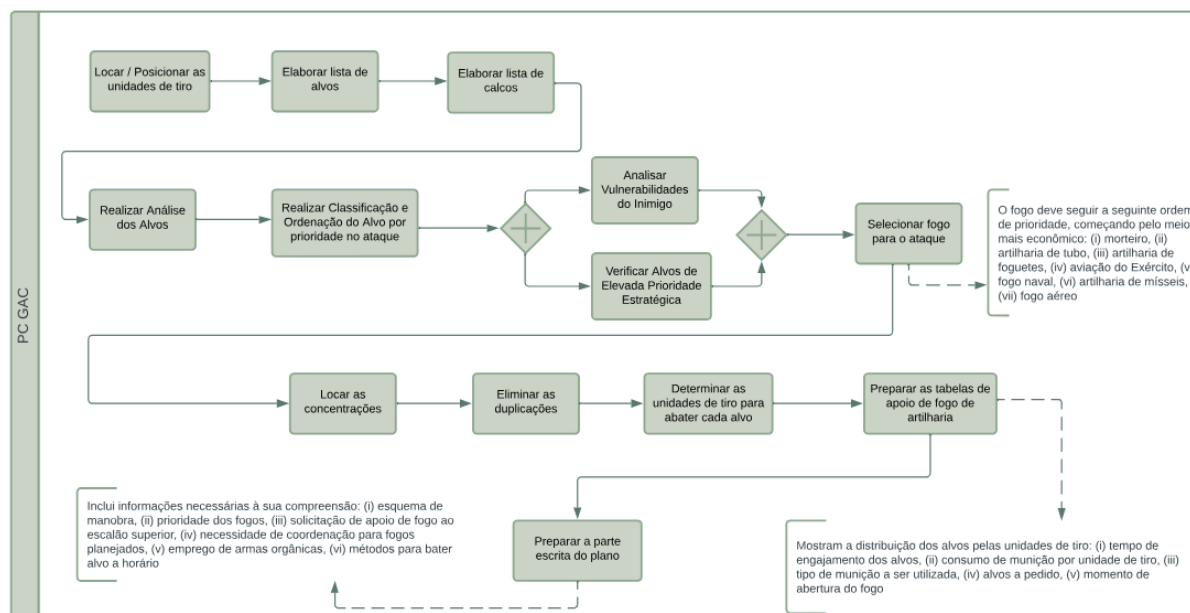 PC GAC
Locar / Posicionar as
unidades de tiro
Elaborar lista de
alvos
Elaborar lista de
calcos
Realizar Análise
dos Alvos
Realizar Classificação e
Ordenação do Alvo por
prioridade no ataque
Analisar
Vulnerabilidades
do Inimigo
Verificar Alvos de
Elevada Prioridade
Estratégica
Selecionar fogo
para o ataque
O fogo deve seguir a seguinte ordem
de prioridade, começando pelo meio
mais econômico: (i) morteiro, (ii)
artilharia de tubo, (iii) artilharia de
foguetes, (iv) aviação do Exército,
fogo naval, (vi) artilharia de mísseis,
(vii) fogo aéreo
Locar as
concentrações
Eliminar as
duplicações
Determinar as
unidades de tiro para
abater cada alvo
Preparar as tabelas de
apoio de fogo de
artilharia
Inclui informações necessárias à sua compreensão: (i) esquema de
manobra, (ii) prioridade dos fogos, (iii) solicitação de apoio de fogo ao
escalão superior, (iv) necessidade de coordenação para fogos
planejados, (v) emprego de armas orgânicas, (vi) métodos para bater
alvo a horário
Preparar a parte
escrita do plano
Mostram a distribuição dos alvos pelas unidades de tiro: (i) tempo de
engajamento dos alvos, (ii) consumo de munição por unidade de tiro, (iii)
tipo de munição a ser utilizada, (iv) alvos a pedido, (v) momento de
abertura do fogo